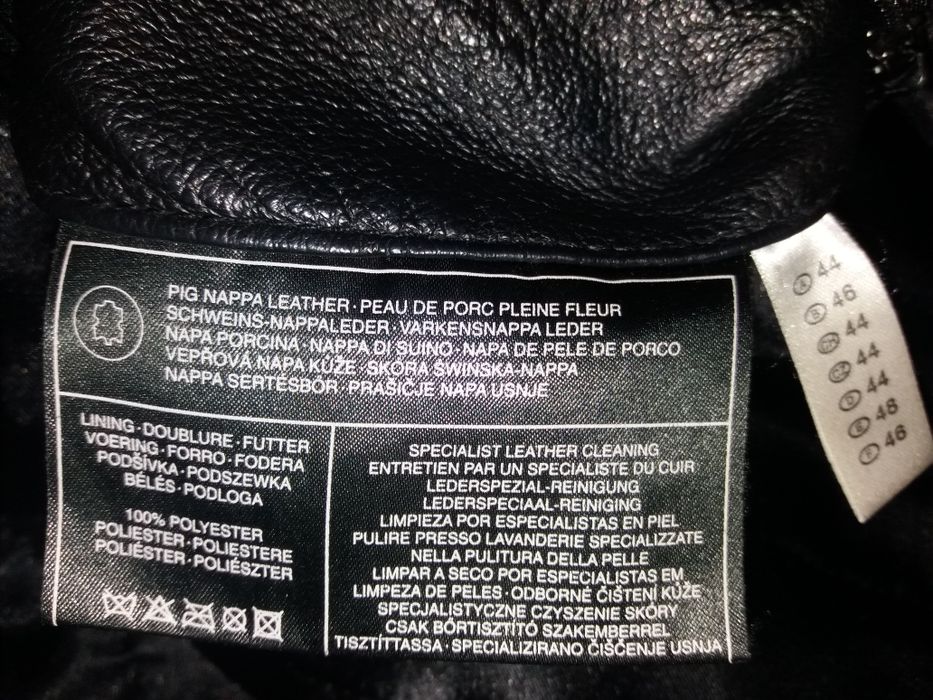 PIG NAPPA LEATHER · PEAU DE PORC PLEINE FLEUR
SCHWEINS-NAPPALEDER · VARKENSNAPPA LEDER
NAPA PORCINA · NAPPA DI SUINO · NAPA DE PELE DE PORCO
VEPŘOVÁ NAPA KŮŽE · SKÓRA ŚWIŃSKA-NAPPA
NAPPA SERTÉSBŐR · PRAŠIČJE NAPA USNJE
LINING · DOUBLURE · FUTTER
VOERING · FORRO · FODERA
PODŠÍVKA · PODSZEWKA
BÉLÉS · PODLOGA
100% POLYESTER
POLIESTER · POLIESTERE
POLIÉSTER · POLIÉSZTER
SPECIALIST LEATHER CLEANING
ENTRETIEN PAR UN SPECIALISTE DU CUIR
LEDERSPEZIAL-REINIGUNG
LEDERSPECIAAL-REINIGING
LIMPIEZA POR ESPECIALISTAS EN PIEL
PULIRE PRESSO LAVANDERIE SPECIALIZZATE
NELLA PULITURA DELLA PELLE
LIMPAR A SECO POR ESPECIALISTAS EM
LIMPEZA DE PELES · ODBORNÉ ČIŠTĚNÍ KŮŽE
SPECJALISTYCZNE CZYSZENIE SKÓRY
CSAK BŐRTISZTÍTÓ SZAKEMBERREL
TISZTÍTTASSA · SPECIALIZIRANO ČIŠČENJE USNJA
44
46
44
44
D 44
E 48
F 46